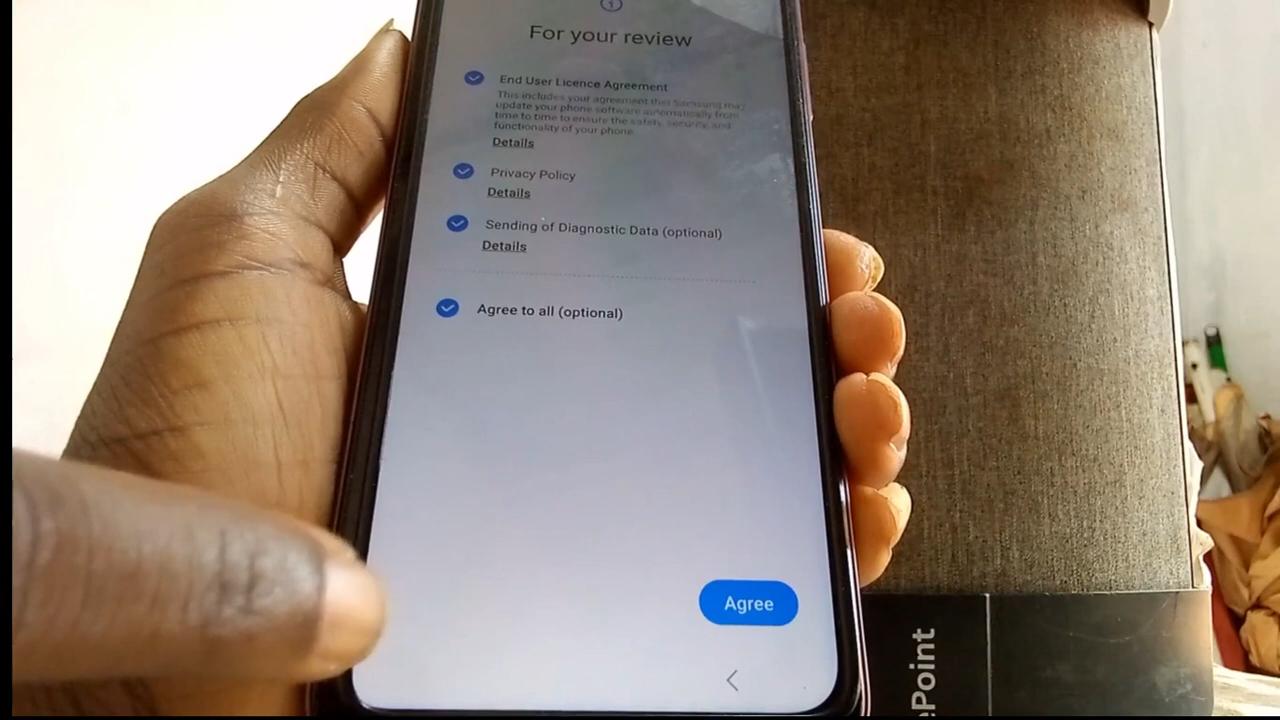 For your review
End User Licence Agreement
This includes your agreement that Samsung may
update your phone software automatically from
time to time to ensure the safety, security, and
functionality of your phone.
Details
Privacy Policy
Details
Sending of Diagnostic Data (optional)
Details
Agree to all (optional)
Agree
ePoint